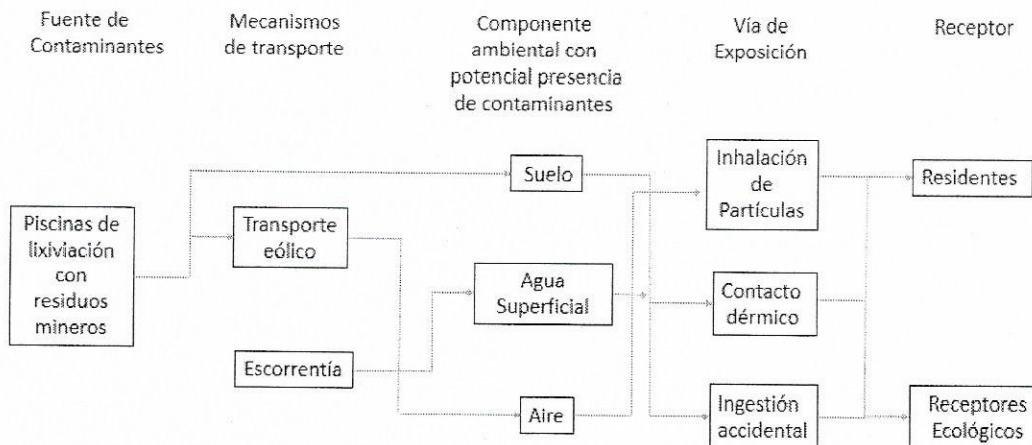 Fuente de
Contaminantes
Mecanismos
de transporte
Componente
ambiental con
potencial presencia
de contaminantes
Vía de
Exposición
Receptor
Piscinas de
lixiviación
con
residuos
mineros
Transporte
eólico
Escorrentía
Suelo
Agua
Superficial
Aire
Inhalación
de
Partículas
Contacto
dérmico
Ingestión
accidental
Residentes
Receptores
Ecológicos